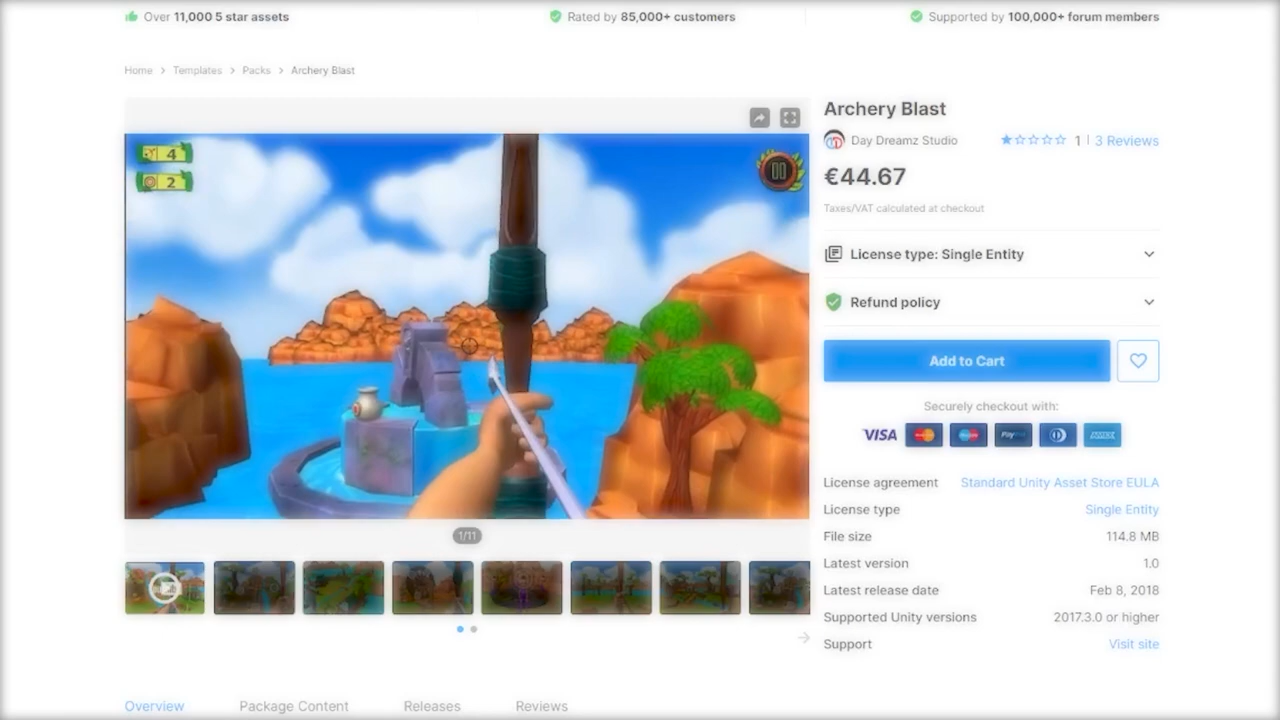 Over 11,000 5 star assets
Rated by 85,000+ customers
Supported by 100,000+ forum members
Home > Templates > Packs > Archery Blast
4
2
Archery Blast
Day Dreamz Studio
1 | 3 Reviews
€44.67
Taxes/VAT calculated at checkout
License type: Single Entity
Refund policy
Add to Cart
Securely checkout with:
VISA
PayPal
AMEX
License agreement Standard Unity Asset Store EULA
License type Single Entity
File size 114.8 MB
Latest version 1.0
Latest release date Feb 8, 2018
Supported Unity versions 2017.3.0 or higher
Support Visit site
1/11
Overview Package Content Releases Reviews